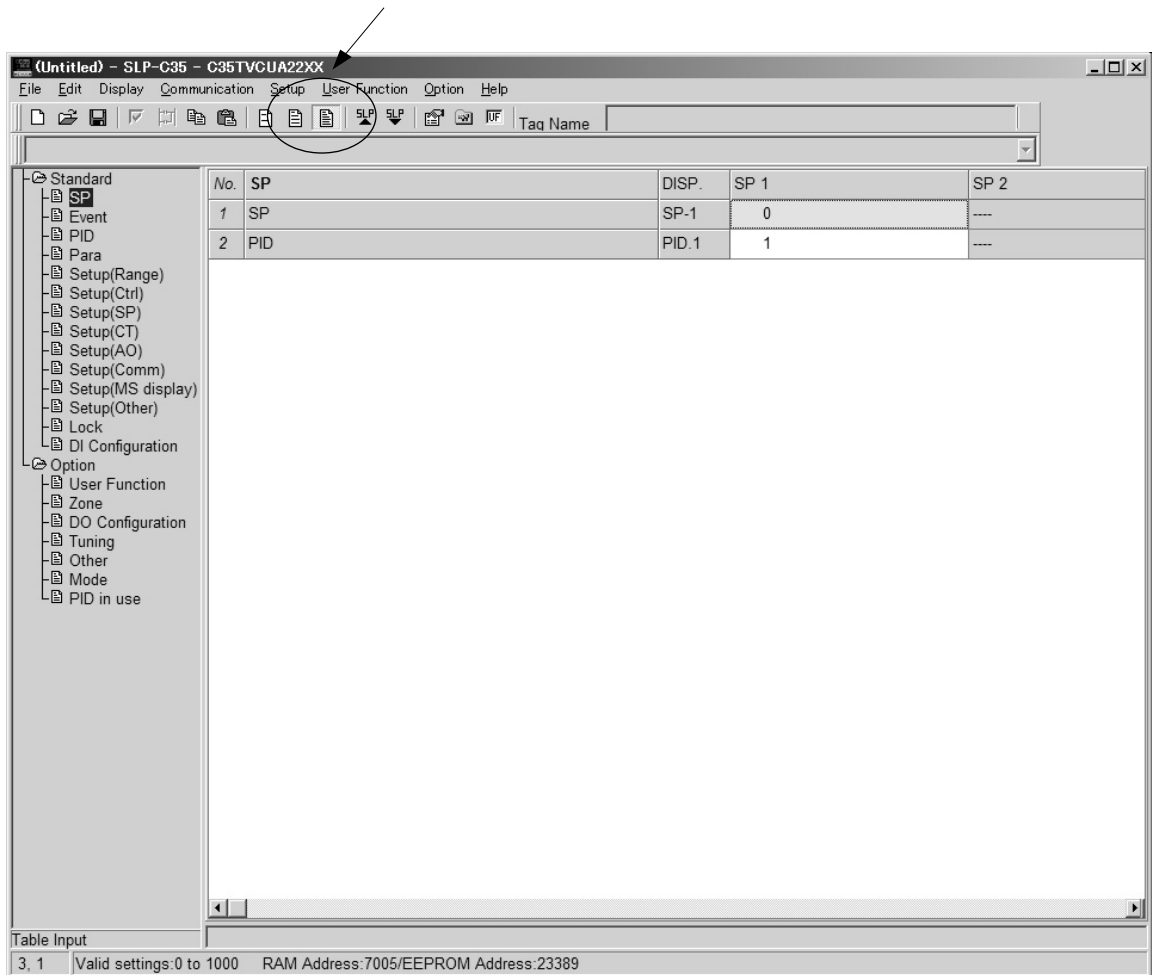 (Untitled) - SLP-C35 - C35TVCUA22XX
File Edit Display Communication Setup User Function Option Help
SLP SLP UF Tag Name
Standard
SP
Event
PID
Para
Setup(Range)
Setup(Ctrl)
Setup(SP)
Setup(CT)
Setup(AO)
Setup(Comm)
Setup(MS display)
Setup(Other)
Lock
DI Configuration
Option
User Function
Zone
DO Configuration
Tuning
Other
Mode
PID in use
No. SP DISP. SP 1 SP 2
1 SP SP-1 0 ----
2 PID PID.1 1 ----
Table Input
3, 1 Valid settings:0 to 1000 RAM Address:7005/EEPROM Address:23389